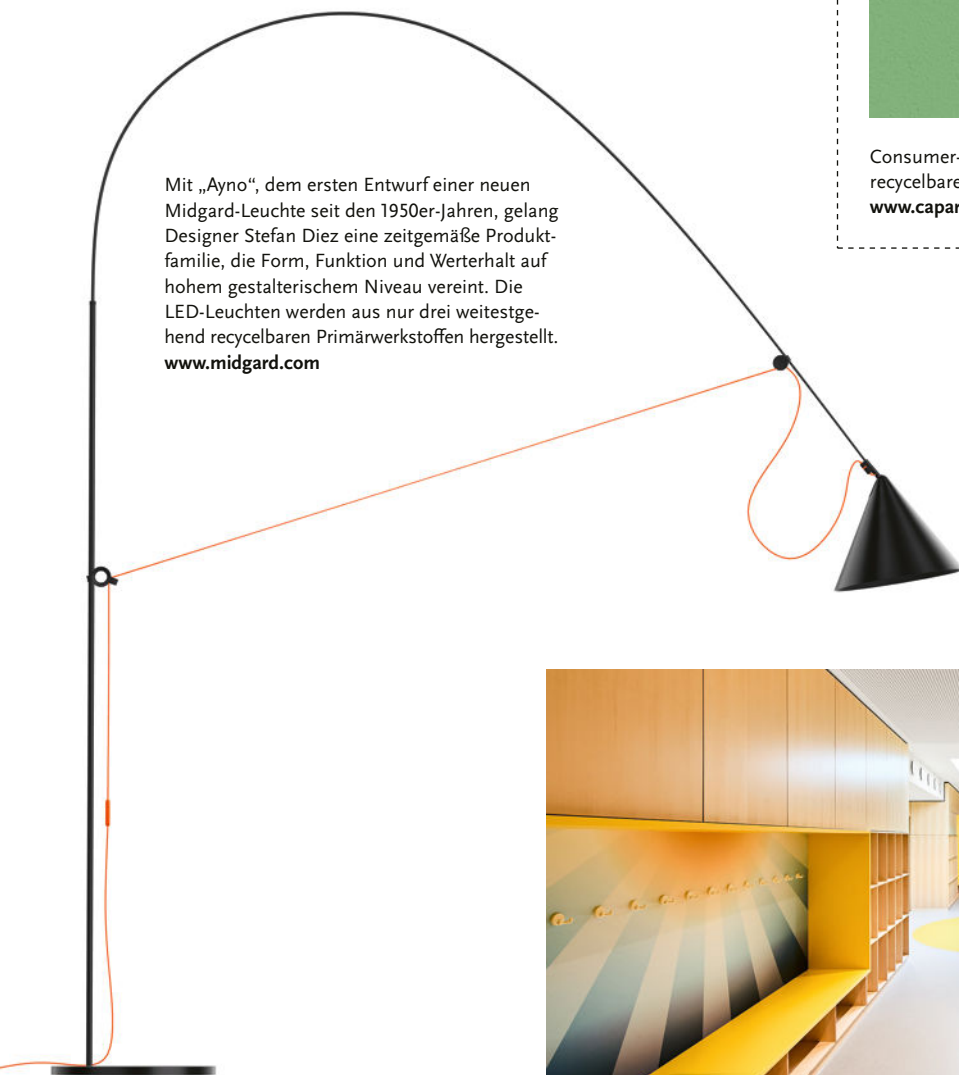 Mit „Ayno“, dem ersten Entwurf einer neuen
Midgard-Leuchte seit den 1950er-Jahren, gelang
Designer Stefan Diez eine zeitgemäße Produkt-
familie, die Form, Funktion und Werterhalt auf
hohem gestalterischem Niveau vereint. Die
LED-Leuchten werden aus nur drei weitestge-
hend recycelbaren Primärwerkstoffen hergestellt.
www.midgard.com
Consumer-
recycelbare
www.capar